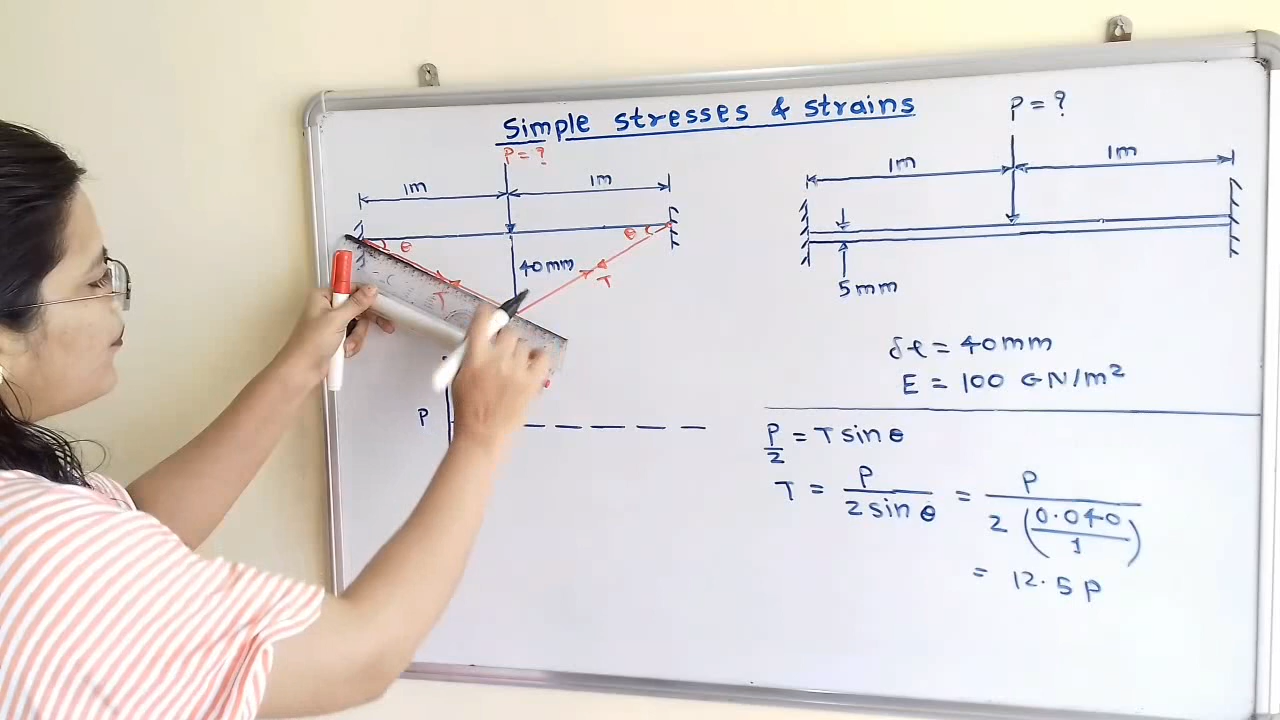 Simple stresses & strains
P = ?
1m
1m
θ
θ
40mm
T
T
P
P = ?
1m
1m
5mm
δl = 40mm
E = 100 GN/m²
P/2 = T sin θ
T = P/(2 sin θ) = P/(2 (0.040/1))
= 12.5 P